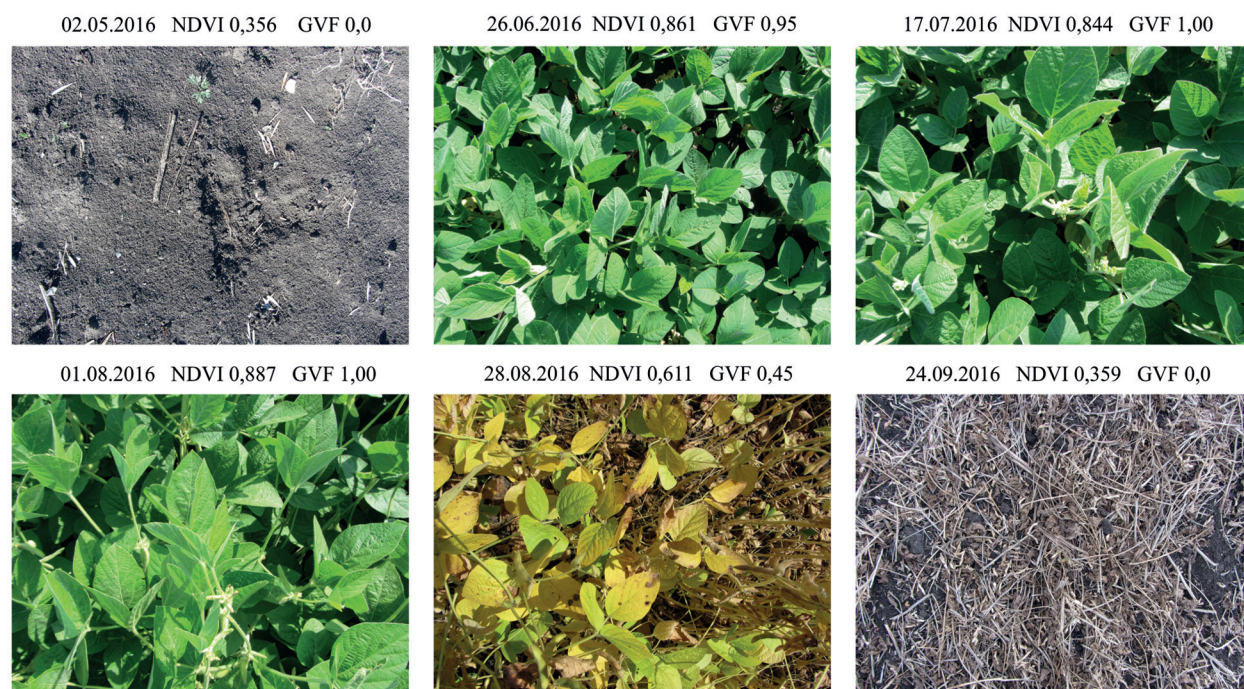 02.05.2016 NDVI 0,356 GVF 0,0
26.06.2016 NDVI 0,861 GVF 0,95
17.07.2016 NDVI 0,844 GVF 1,00
01.08.2016 NDVI 0,887 GVF 1,00
28.08.2016 NDVI 0,611 GVF 0,45
24.09.2016 NDVI 0,359 GVF 0,0